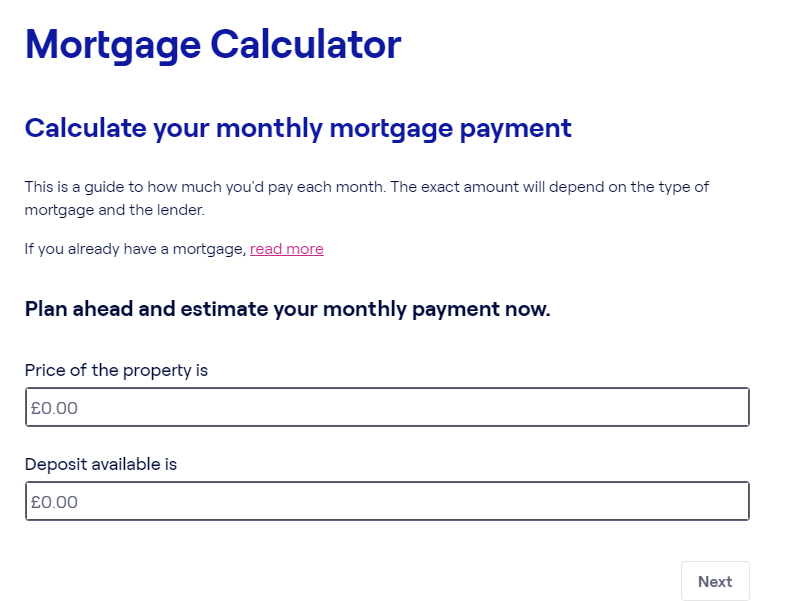 Mortgage Calculator
Calculate your monthly mortgage payment
This is a guide to how much you'd pay each month. The exact amount will depend on the type of
mortgage and the lender.
If you already have a mortgage, read more
Plan ahead and estimate your monthly payment now.
Price of the property is
£0.00
Deposit available is
£0.00
Next